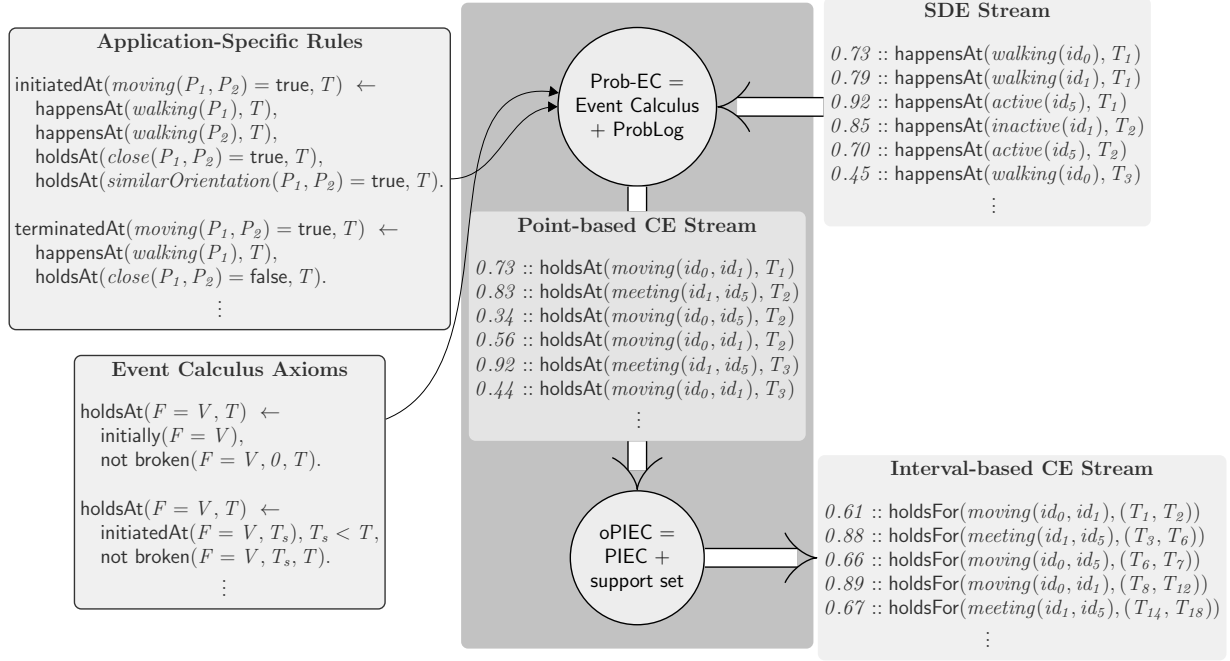 Application-Specific Rules
initiatedAt(moving(P₁, P₂) = true, T) ←
happensAt(walking(P₁), T),
happensAt(walking(P₂), T),
holdsAt(close(P₁, P₂) = true, T),
holdsAt(similarOrientation(P₁, P₂) = true, T).
terminatedAt(moving(P₁, P₂) = true, T) ←
happensAt(walking(P₁), T),
holdsAt(close(P₁, P₂) = false, T).
⋮
Event Calculus Axioms
holdsAt(F = V, T) ←
initially(F = V),
not broken(F = V, 0, T).
holdsAt(F = V, T) ←
initiatedAt(F = V, Tₛ), Tₛ < T,
not broken(F = V, Tₛ, T).
⋮
Prob-EC =
Event Calculus
+ ProbLog
Point-based CE Stream
0.73 :: holdsAt(moving(id₀, id₁), T₁)
0.83 :: holdsAt(meeting(id₁, id₅), T₂)
0.34 :: holdsAt(moving(id₀, id₅), T₂)
0.56 :: holdsAt(moving(id₀, id₁), T₂)
0.92 :: holdsAt(meeting(id₁, id₅), T₃)
0.44 :: holdsAt(moving(id₀, id₁), T₃)
⋮
oPIEC =
PIEC +
support set
SDE Stream
0.73 :: happensAt(walking(id₀), T₁)
0.79 :: happensAt(walking(id₁), T₁)
0.92 :: happensAt(active(id₅), T₁)
0.85 :: happensAt(inactive(id₁), T₂)
0.70 :: happensAt(active(id₅), T₂)
0.45 :: happensAt(walking(id₀), T₃)
⋮
Interval-based CE Stream
0.61 :: holdsFor(moving(id₀, id₁), (T₁, T₂))
0.88 :: holdsFor(meeting(id₁, id₅), (T₃, T₆))
0.66 :: holdsFor(moving(id₀, id₅), (T₆, T₇))
0.89 :: holdsFor(moving(id₀, id₁), (T₈, T₁₂))
0.67 :: holdsFor(meeting(id₁, id₅), (T₁₄, T₁₈))
⋮